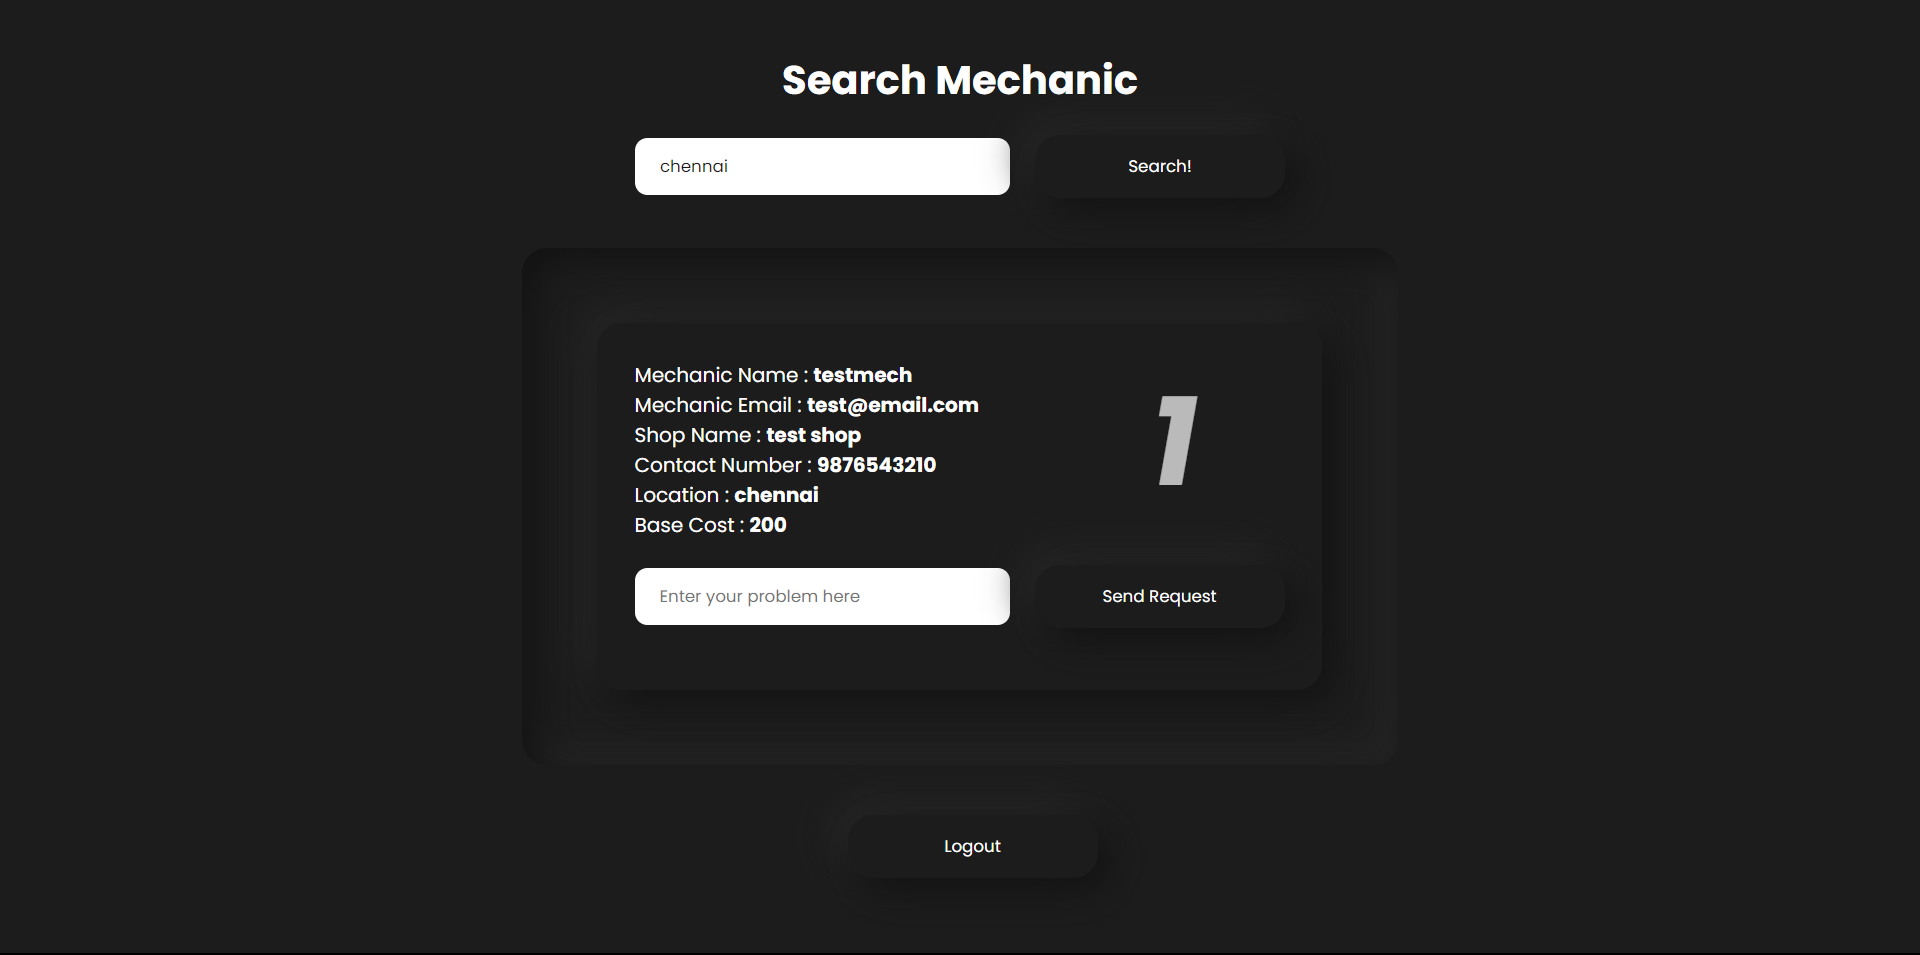 Search Mechanic
chennai
Search!
Mechanic Name : testmech
Mechanic Email : test@email.com
Shop Name : test shop
Contact Number : 9876543210
Location : chennai
Base Cost : 200
1
Enter your problem here
Send Request
Logout